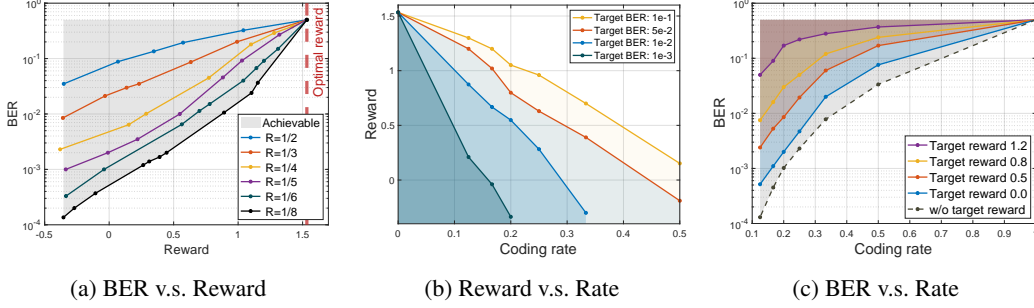 10⁰
10⁻¹
10⁻²
10⁻³
10⁻⁴
BER
-0.5 0 0.5 1 1.5
Reward
Optimal reward
Achievable
R=1/2
R=1/3
R=1/4
R=1/5
R=1/6
R=1/8
(a) BER v.s. Reward
1.5
1
0.5
0
Reward
0 0.1 0.2 0.3 0.4 0.5
Coding rate
Target BER: 1e-1
Target BER: 5e-2
Target BER: 1e-2
Target BER: 1e-3
(b) Reward v.s. Rate
10⁰
10⁻¹
10⁻²
10⁻³
10⁻⁴
BER
0.1 0.2 0.3 0.4 0.5 0.6 0.7 0.8 0.9
Coding rate
Target reward 1.2
Target reward 0.8
Target reward 0.5
Target reward 0.0
w/o target reward
(c) BER v.s. Rate